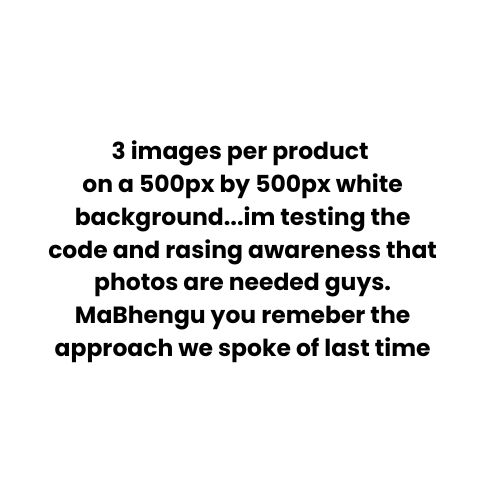 3 images per product
on a 500px by 500px white
background...im testing the
code and rasing awareness that
photos are needed guys.
MaBhengu you remeber the
approach we spoke of last time